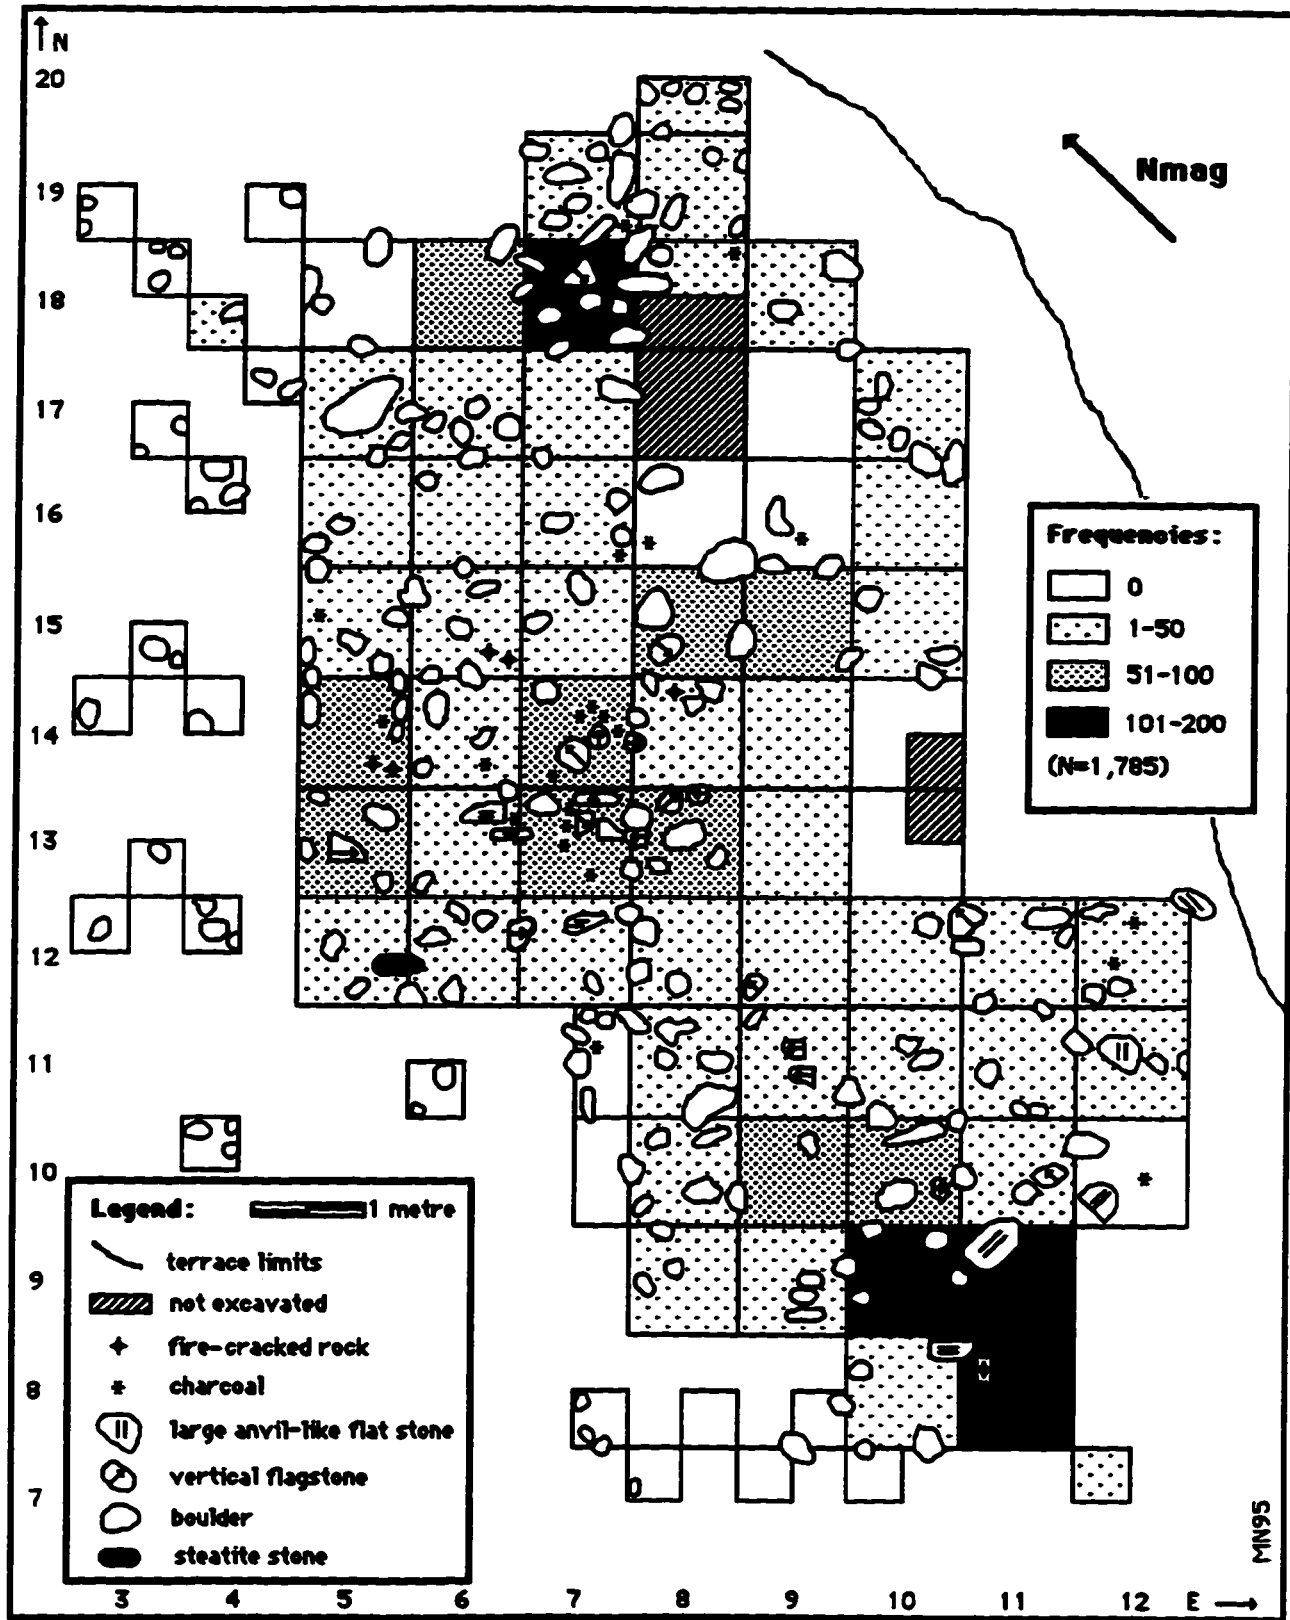 N
20
19
18
17
16
15
14
13
12
11
10
9
8
7
Nmag
Frequencies:
0
1-50
51-100
101-200
(N=1,785)
Legend: 1 metre
terrace limits
not excavated
fire-cracked rock
charcoal
large anvil-like flat stone
vertical flagstone
boulder
steatite stone
MN95
3 4 5 6 7 8 9 10 11 12 E